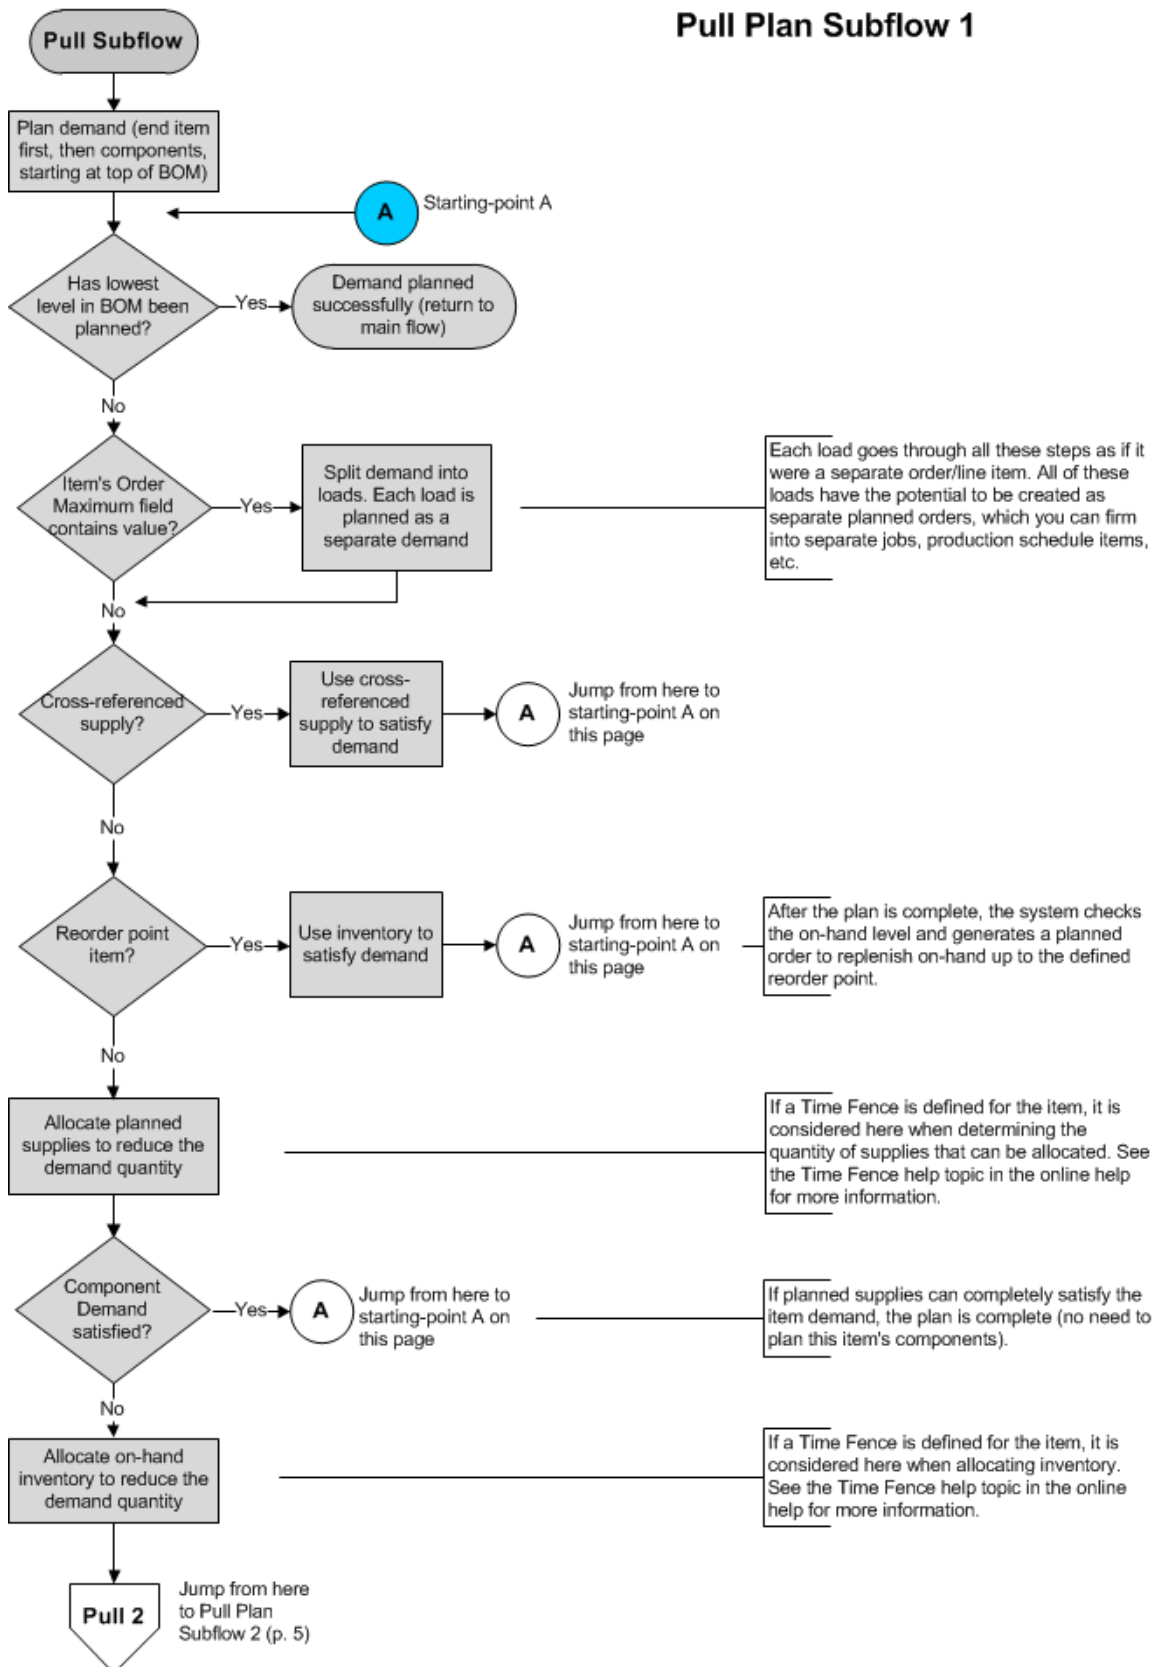 Pull Plan Subflow 1
Pull Subflow
Plan demand (end item
first, then components,
starting at top of BOM)
A
Starting-point A
Has lowest
level in BOM been
planned?
Yes
Demand planned
successfully (return to
main flow)
No
Item's Order
Maximum field
contains value?
Yes
Split demand into
loads. Each load is
planned as a
separate demand
Each load goes through all these steps as if it
were a separate order/line item. All of these
loads have the potential to be created as
separate planned orders, which you can firm
into separate jobs, production schedule items,
etc.
No
Cross-referenced
supply?
Yes
Use cross-
referenced
supply to satisfy
demand
A
Jump from here to
starting-point A on
this page
No
Reorder point
item?
Yes
Use inventory to
satisfy demand
A
Jump from here to
starting-point A on
this page
After the plan is complete, the system checks
the on-hand level and generates a planned
order to replenish on-hand up to the defined
reorder point.
No
Allocate planned
supplies to reduce the
demand quantity
If a Time Fence is defined for the item, it is
considered here when determining the
quantity of supplies that can be allocated. See
the Time Fence help topic in the online help
for more information.
Component
Demand
satisfied?
Yes
A
Jump from here to
starting-point A on
this page
If planned supplies can completely satisfy the
item demand, the plan is complete (no need to
plan this item's components).
No
Allocate on-hand
inventory to reduce the
demand quantity
If a Time Fence is defined for the item, it is
considered here when allocating inventory.
See the Time Fence help topic in the online
help for more information.
Pull 2
Jump from here
to Pull Plan
Subflow 2 (p. 5)